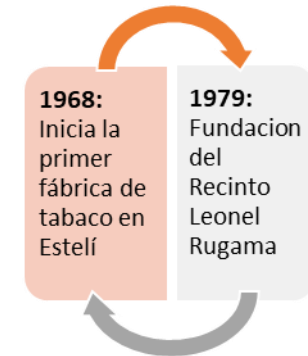 1968:
Inicia la
primer
fábrica de
tabaco en
Estelí
1979:
Fundacion
del
Recinto
Leonel
Rugama